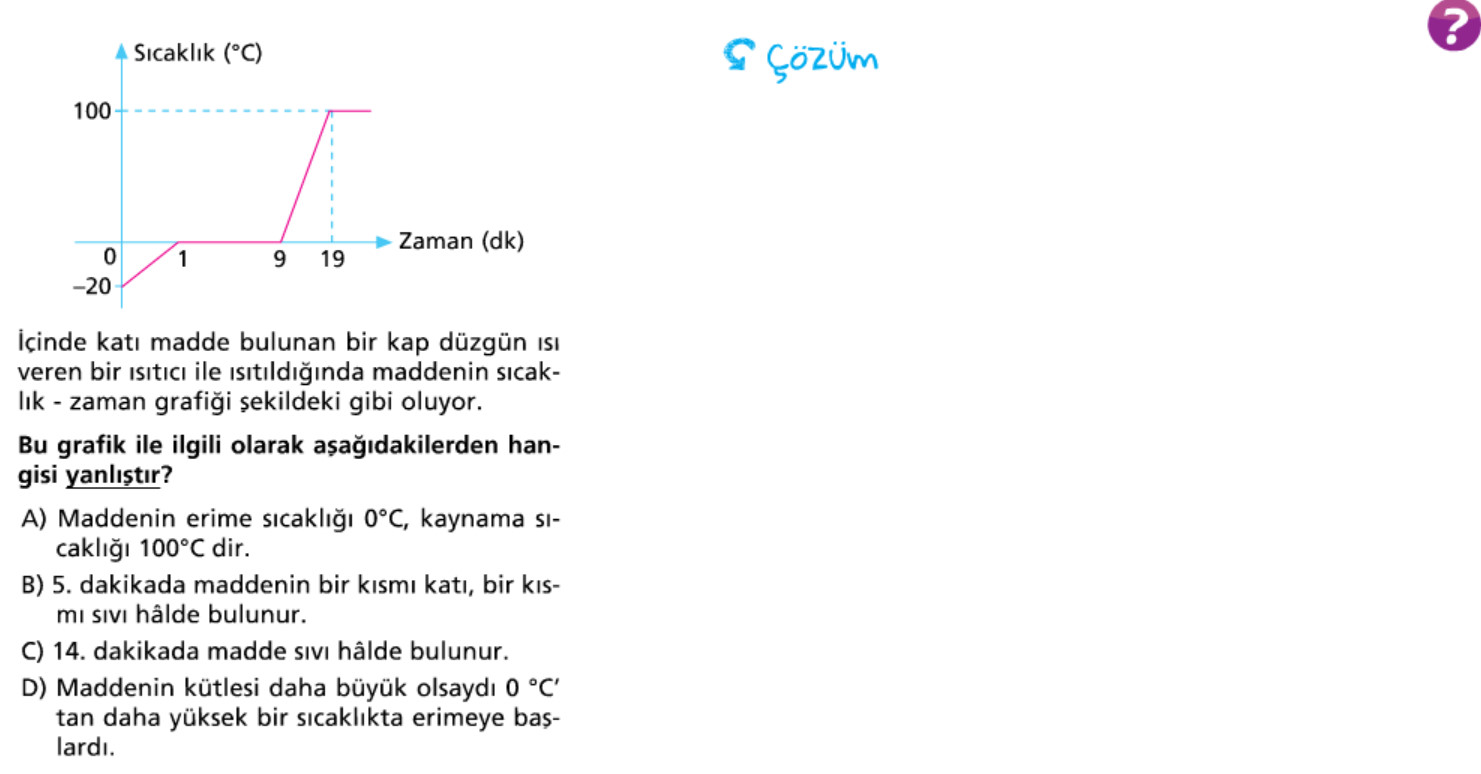 Sıcaklık (°C)
Çözüm
?
100
Zaman (dk)
0
1
9
19
–20
İçinde katı madde bulunan bir kap düzgün ısı
veren bir ısıtıcı ile ısıtıldığında maddenin sıcak-
lık - zaman grafiği şekildeki gibi oluyor.
Bu grafik ile ilgili olarak aşağıdakilerden han-
gisi yanlıştır?
A) Maddenin erime sıcaklığı 0°C, kaynama sı-
caklığı 100°C dir.
B) 5. dakikada maddenin bir kısmı katı, bir kıs-
mı sıvı hâlde bulunur.
C) 14. dakikada madde sıvı hâlde bulunur.
D) Maddenin kütlesi daha büyük olsaydı 0 °C'
tan daha yüksek bir sıcaklıkta erimeye baş-
lardı.